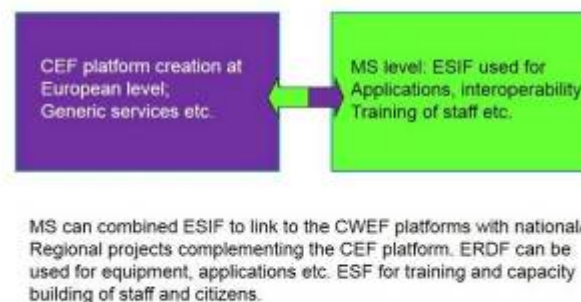 CEF platform creation at
European level;
Generic services etc.
MS level: ESIF used for
Applications, interoperability
Training of staff etc.
MS can combined ESIF to link to the CWEF platforms with national/
Regional projects complementing the CEF platform. ERDF can be
used for equipment, applications etc. ESF for training and capacity
building of staff and citizens.